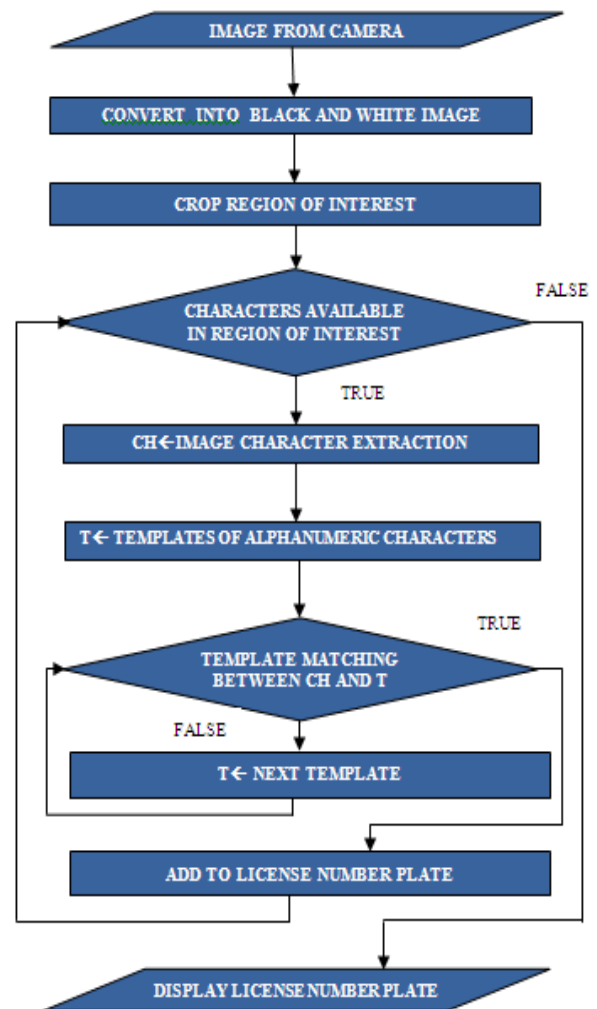 IMAGE FROM CAMERA
CONVERT INTO BLACK AND WHITE IMAGE
CROP REGION OF INTEREST
CHARACTERS AVAILABLE
IN REGION OF INTEREST
FALSE
TRUE
CH←IMAGE CHARACTER EXTRACTION
T← TEMPLATES OF ALPHANUMERIC CHARACTERS
TRUE
TEMPLATE MATCHING
BETWEEN CH AND T
FALSE
T← NEXT TEMPLATE
ADD TO LICENSE NUMBER PLATE
DISPLAY LICENSE NUMBER PLATE